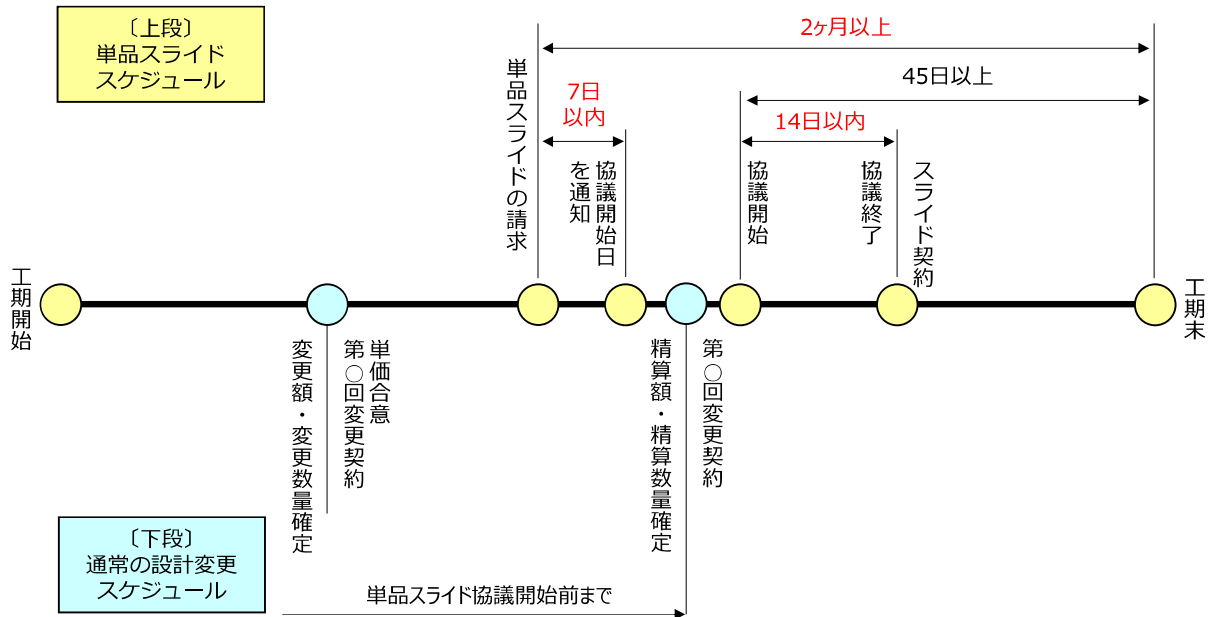 〔上段〕
単品スライド
スケジュール
2ヶ月以上
45日以上
7日
以内
14日以内
単品スライドの請求
協議開始日
を通知
協議開始
協議終了
スライド契約
工期開始
工期末
単価合意
第○回変更契約
変更額・変更数量確定
第○回変更契約
精算額・精算数量確定
〔下段〕
通常の設計変更
スケジュール
単品スライド協議開始前まで